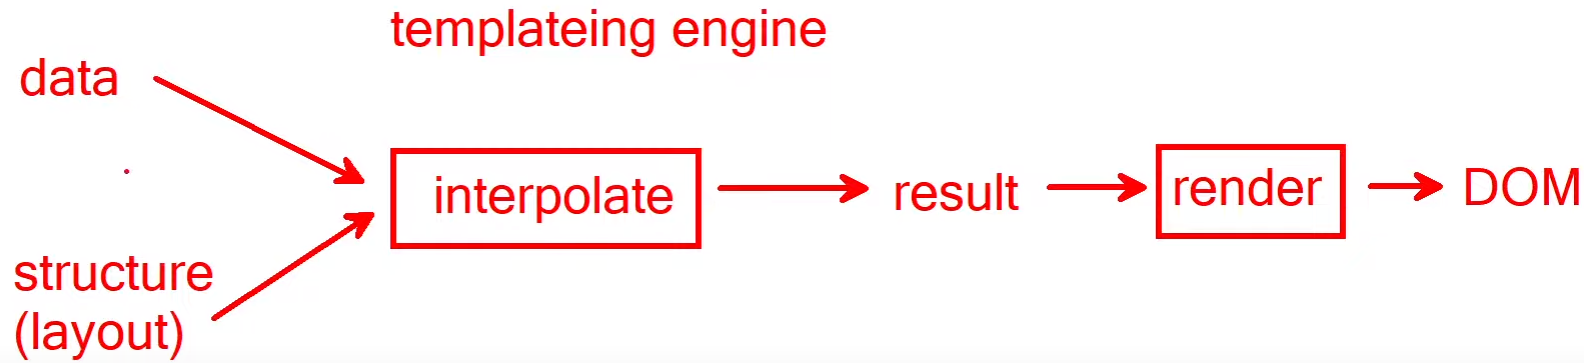 templateing engine
data
interpolate
result
render
DOM
structure
(layout)